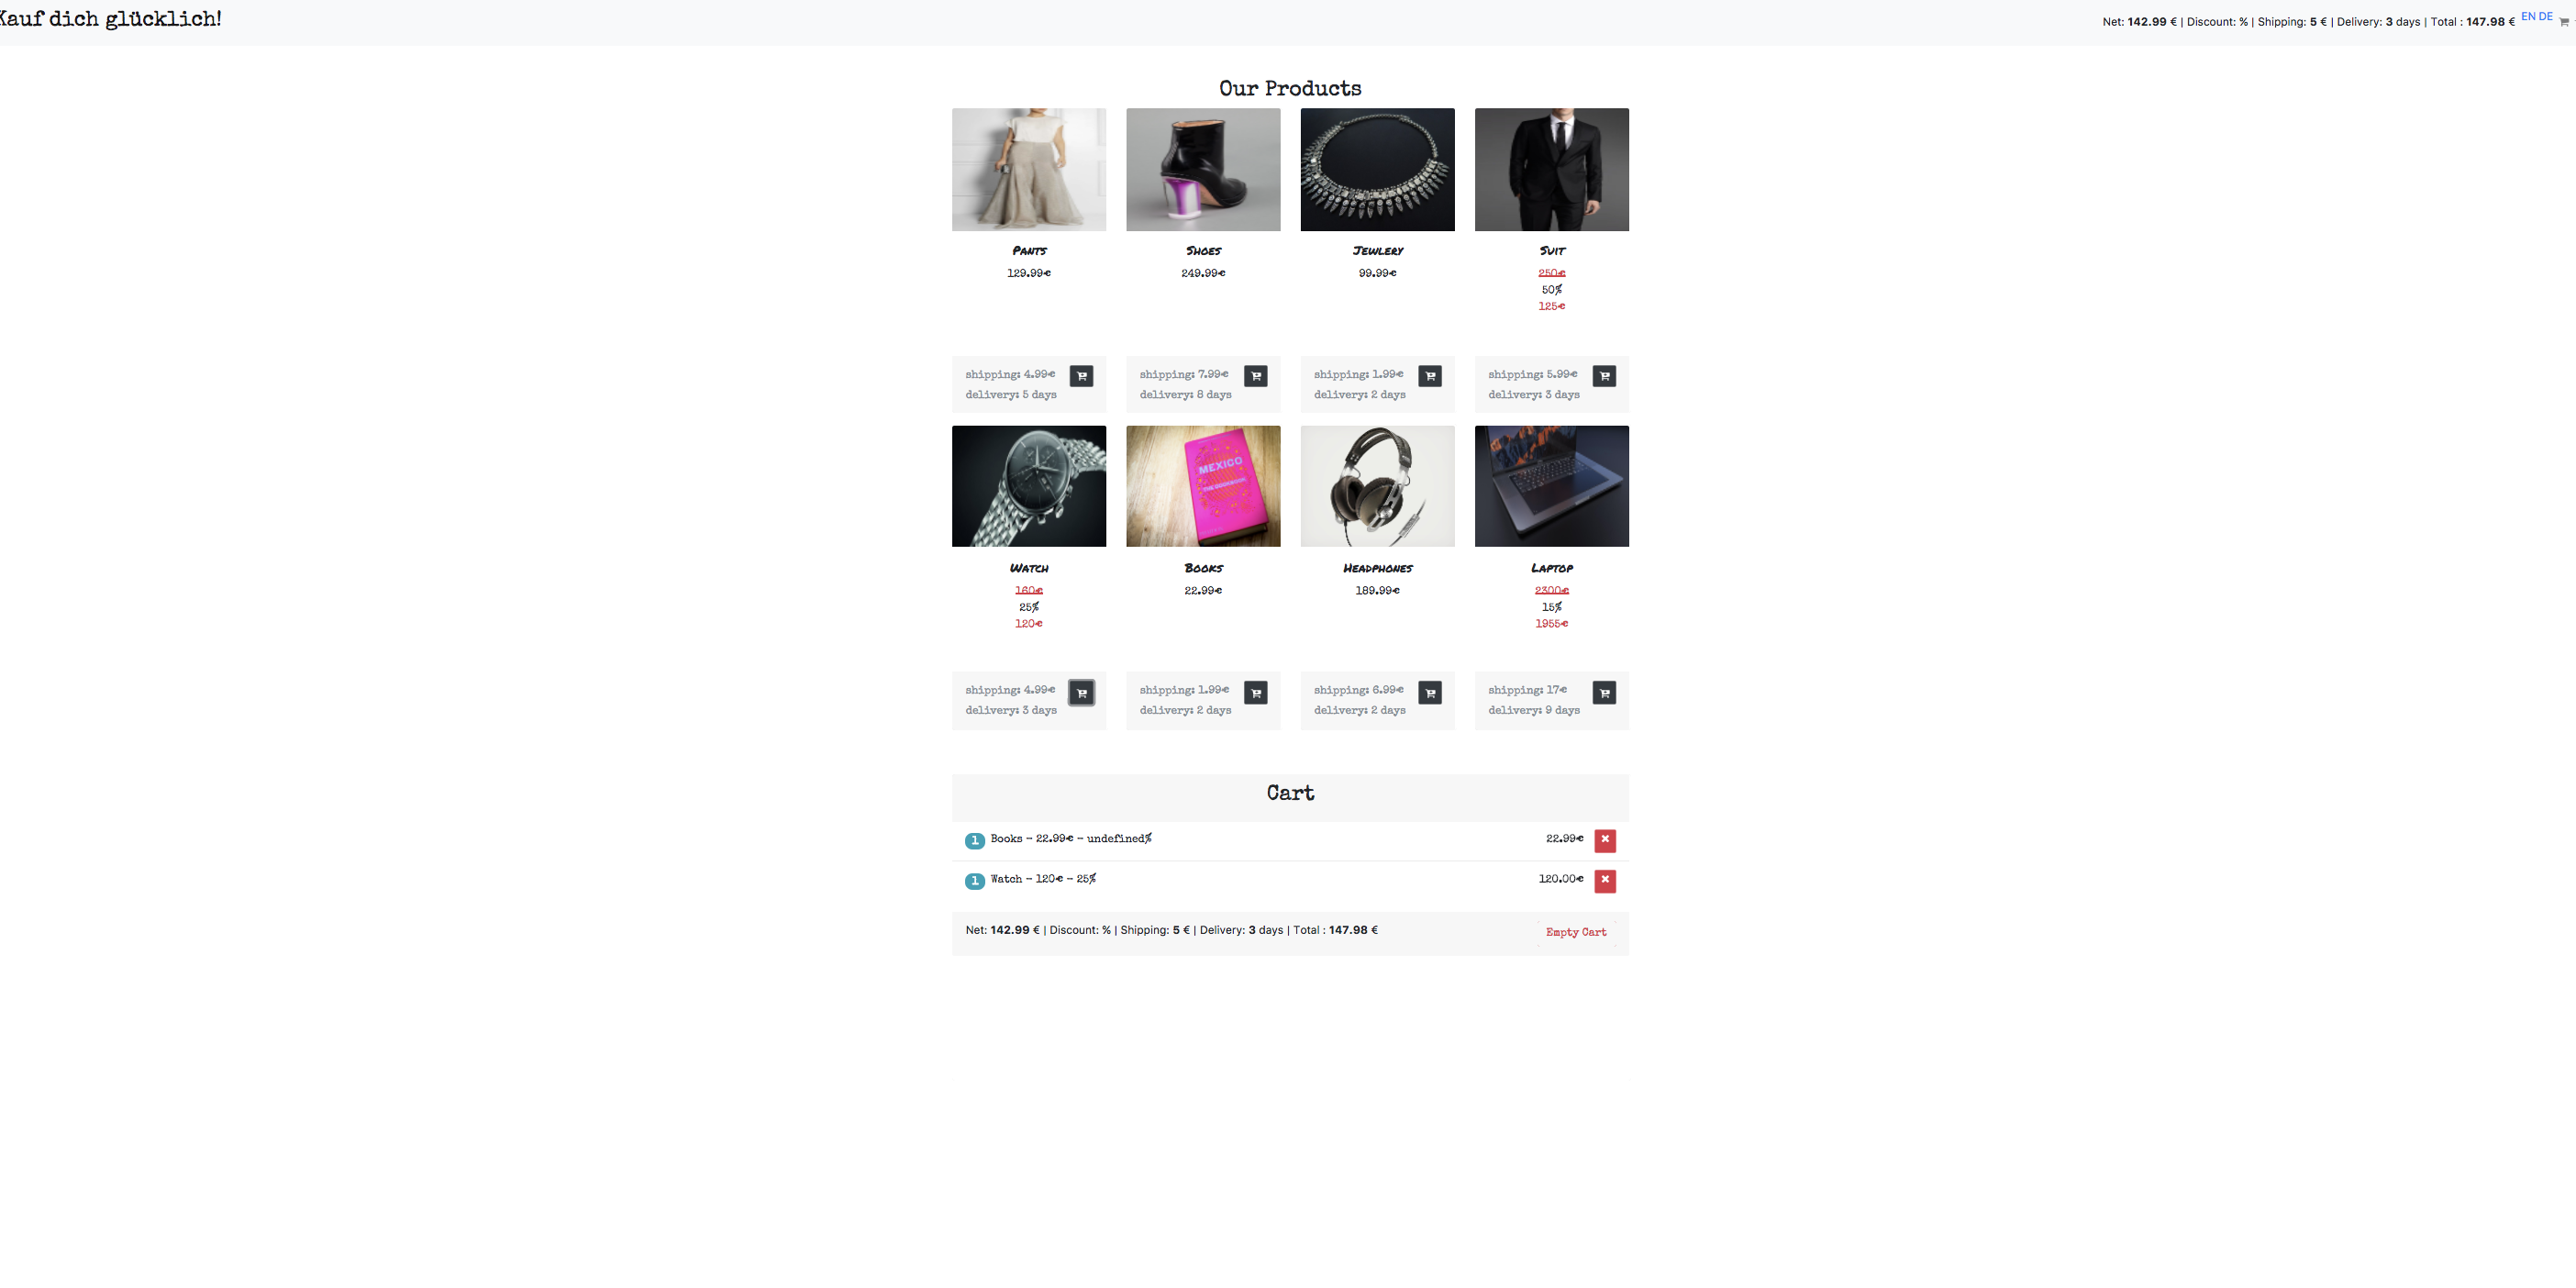 Kauf dich glücklich!
Net: 142.99 € | Discount: % | Shipping: 5 € | Delivery: 3 days | Total : 147.98 € EN DE
Our Products
Pants Shoes Jewlery Suit
129.99€ 249.99€ 99.99€ 250€
50%
125€
shipping: 4.99€ shipping: 7.99€ shipping: 1.99€ shipping: 5.99€
delivery: 5 days delivery: 8 days delivery: 2 days delivery: 3 days
MEXICO
THE COOKBOOK
Watch Books Headphones Laptop
160€ 22.99€ 189.99€ 2300€
25% 15%
120€ 1955€
shipping: 4.99€ shipping: 1.99€ shipping: 6.99€ shipping: 17€
delivery: 3 days delivery: 2 days delivery: 2 days delivery: 9 days
Cart
1 Books - 22.99€ - undefined% 22.99€
1 Watch - 120€ - 25% 120.00€
Net: 142.99 € | Discount: % | Shipping: 5 € | Delivery: 3 days | Total : 147.98 € Empty Cart